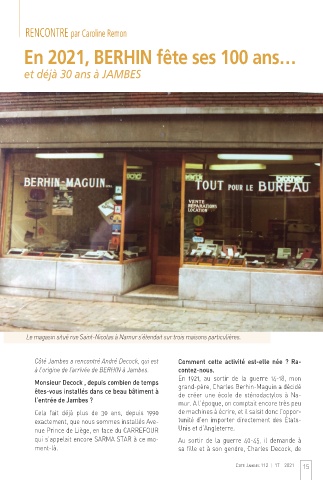 RENCONTRE par Caroline Remon
En 2021, BERHIN fête ses 100 ans...
et déjà 30 ans à JAMBES
BERHIN-MAGUIN...
TOUT POUR LE BUREAU...
brother
VENTE
RÉPARATIONS
LOCATION
Le magasin situé rue Saint-Nicolas à Namur s'étendait sur trois maisons particulières.
Côté Jambes a rencontré André Decock, qui est
à l'origine de l'arrivée de BERHIN à Jambes.
Monsieur Decock, depuis combien de temps
êtes-vous installés dans ce beau bâtiment à
l'entrée de Jambes ?
Cela fait déjà plus de 30 ans, depuis 1990
exactement, que nous sommes installés Ave-
nue Prince de Liège, en face du CARREFOUR
qui s'appelait encore SARMA STAR à ce mo-
ment-là.
Comment cette activité est-elle née ? Ra-
contez-nous.
En 1921, au sortir de la guerre 14-18, mon
grand-père, Charles Berhin-Maguin a décidé
de créer une école de sténodactylos à Na-
mur. A l'époque, on comptait encore très peu
de machines à écrire, et il saisit donc l'oppor-
tunité d'en importer directement des États-
Unis et d'Angleterre.
Au sortir de la guerre 40-45, il demande à
sa fille et à son gendre, Charles Decock, de
CÔTÉ JAMBES 112 | 1T 2021 15